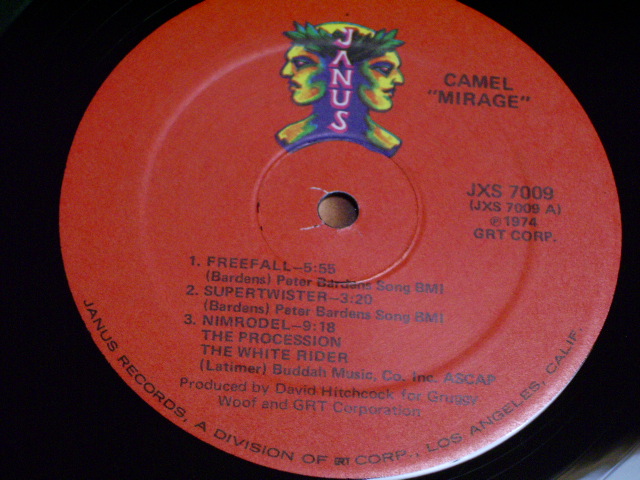 JANUS
CAMEL
"MIRAGE"
JXS 7009
(JXS 7009 A)
℗ 1974
GRT CORP.
1. FREEFALL—5:55
(Bardens) Peter Bardens Song BMI
2. SUPERTWISTER—3:20
(Bardens) Peter Bardens Song BMI
3. NIMRODEL—9:18
THE PROCESSION
THE WHITE RIDER
(Latimer) Buddah Music, Co. Inc. ASCAP
Produced by David Hitchcock for Gruggy
Woof and GRT Corporation
JANUS RECORDS, A DIVISION OF GRT CORP., LOS ANGELES, CALIF.